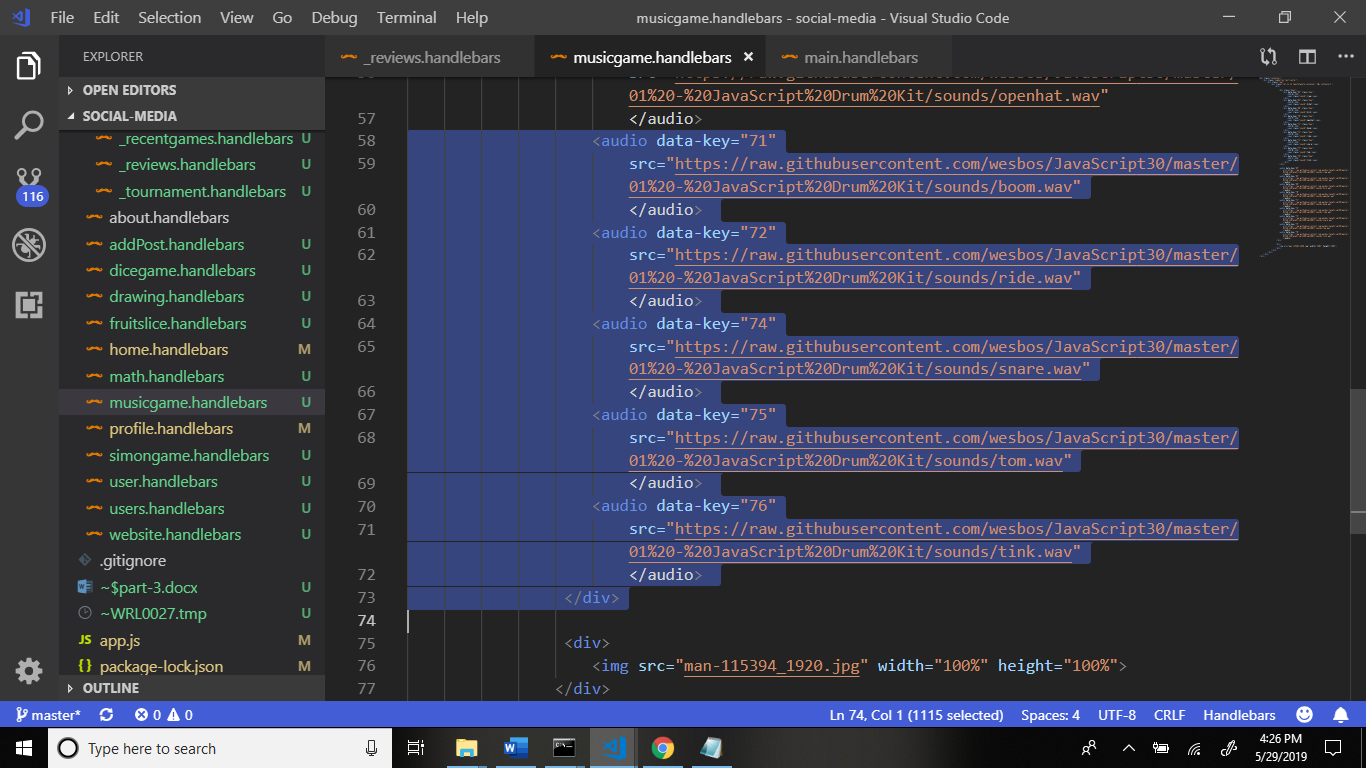 File Edit Selection View Go Debug Terminal Help
musicgame.handlebars - social-media - Visual Studio Code
EXPLORER
_reviews.handlebars musicgame.handlebars main.handlebars
OPEN EDITORS
SOCIAL-MEDIA
_recentgames.handlebars U
_reviews.handlebars U
_tournament.handlebars U
about.handlebars
addPost.handlebars U
dicegame.handlebars U
drawing.handlebars U
fruitslice.handlebars U
home.handlebars M
math.handlebars U
musicgame.handlebars U
profile.handlebars M
simongame.handlebars U
user.handlebars U
users.handlebars U
website.handlebars U
.gitignore
~$part-3.docx U
~WRL0027.tmp U
JS app.js M
{} package-lock.json M
OUTLINE
116
01%20-%20JavaScript%20Drum%20Kit/sounds/openhat.wav"
57 </audio>
58 <audio data-key="71"
59 src="https://raw.githubusercontent.com/wesbos/JavaScript30/master/
01%20-%20JavaScript%20Drum%20Kit/sounds/boom.wav"
60 </audio>
61 <audio data-key="72"
62 src="https://raw.githubusercontent.com/wesbos/JavaScript30/master/
01%20-%20JavaScript%20Drum%20Kit/sounds/ride.wav"
63 </audio>
64 <audio data-key="74"
65 src="https://raw.githubusercontent.com/wesbos/JavaScript30/master/
01%20-%20JavaScript%20Drum%20Kit/sounds/snare.wav"
66 </audio>
67 <audio data-key="75"
68 src="https://raw.githubusercontent.com/wesbos/JavaScript30/master/
01%20-%20JavaScript%20Drum%20Kit/sounds/tom.wav"
69 </audio>
70 <audio data-key="76"
71 src="https://raw.githubusercontent.com/wesbos/JavaScript30/master/
01%20-%20JavaScript%20Drum%20Kit/sounds/tink.wav"
72 </audio>
73 </div>
74
75 <div>
76 <img src="man-115394_1920.jpg" width="100%" height="100%">
77 </div>
master* 0 0 Ln 74, Col 1 (1115 selected) Spaces: 4 UTF-8 CRLF Handlebars
Type here to search
4:26 PM
5/29/2019